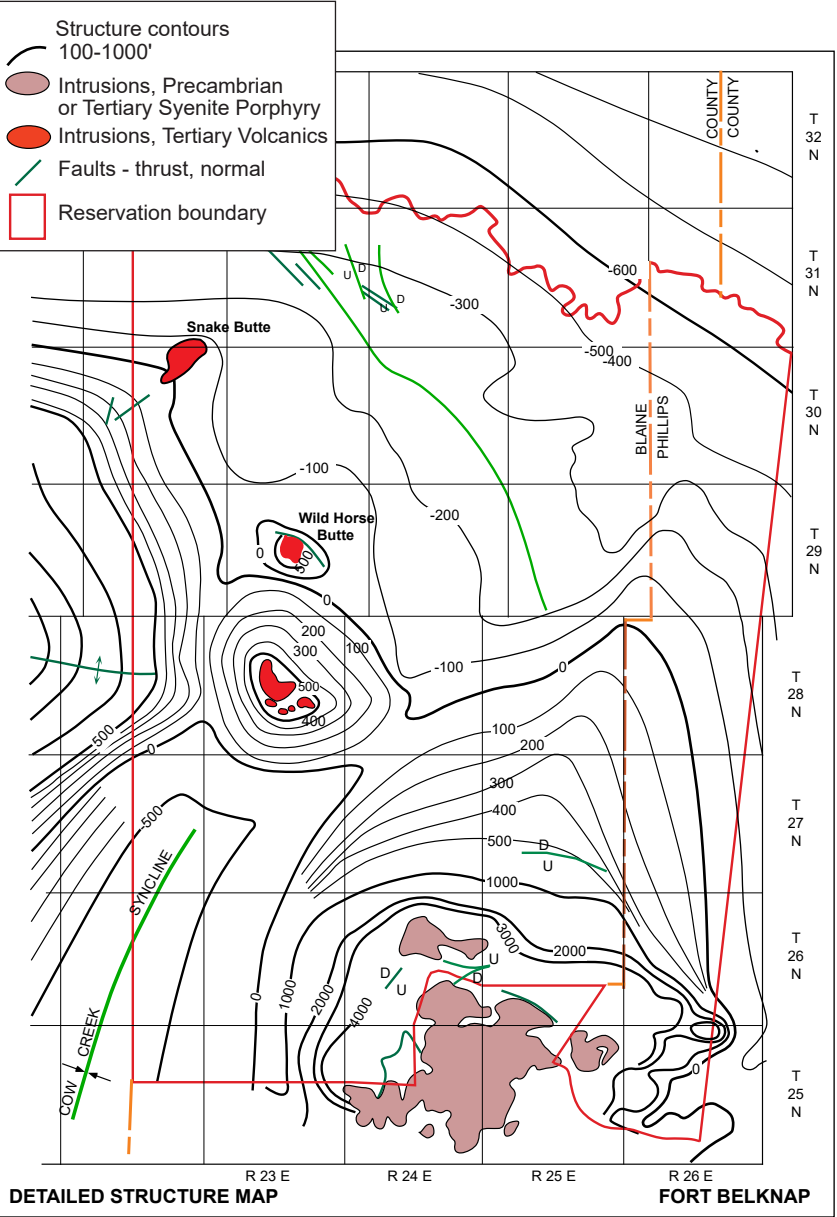 Structure contours
100-1000'
Intrusions, Precambrian
or Tertiary Syenite Porphyry
Intrusions, Tertiary Volcanics
Faults - thrust, normal
Reservation boundary
COUNTY
COUNTY
T
32
N
T
31
N
-600
U
D
D
U
-300
Snake Butte
-500
-400
T
30
N
BLAINE
PHILLIPS
-100
-200
Wild Horse
Butte
0
500
T
29
N
0
200
100
300
-100
0
500
400
T
28
N
500
0
100
200
300
400
500
-500
T
27
N
D
U
1000
SYNCLINE
3000
2000
U
D
D
U
T
26
N
0
1000
2000
4000
CREEK
COW
0
T
25
N
R 23 E
R 24 E
R 25 E
R 26 E
DETAILED STRUCTURE MAP
FORT BELKNAP